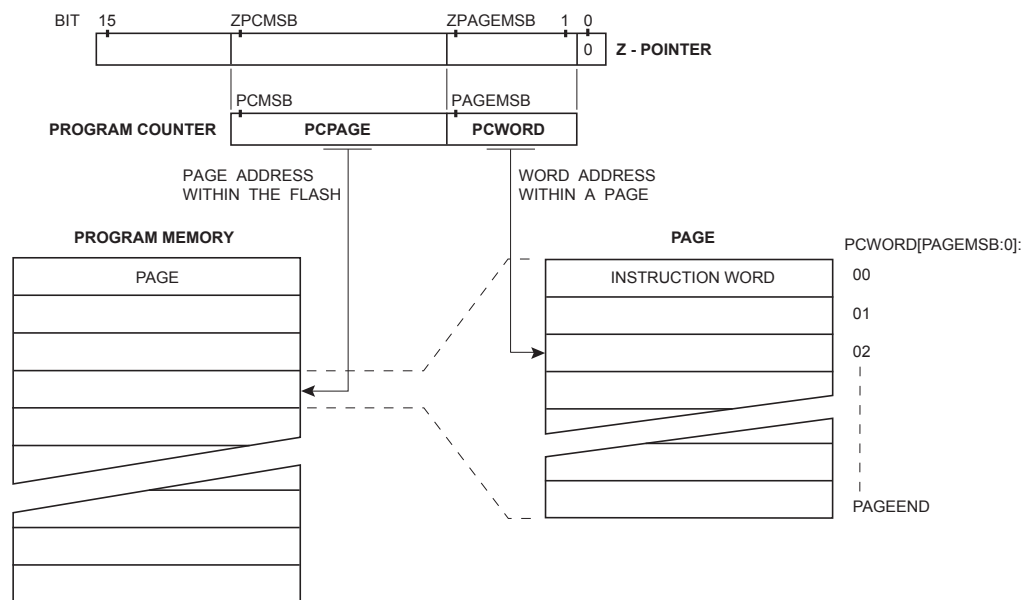 BIT 15 ZPCMSB ZPAGEMSB 1 0
0 Z - POINTER
PCMSB PAGEMSB
PROGRAM COUNTER PCPAGE PCWORD
PAGE ADDRESS
WITHIN THE FLASH
WORD ADDRESS
WITHIN A PAGE
PROGRAM MEMORY
PAGE
PAGE
INSTRUCTION WORD
PCWORD[PAGEMSB:0]:
00
01
02
PAGEEND